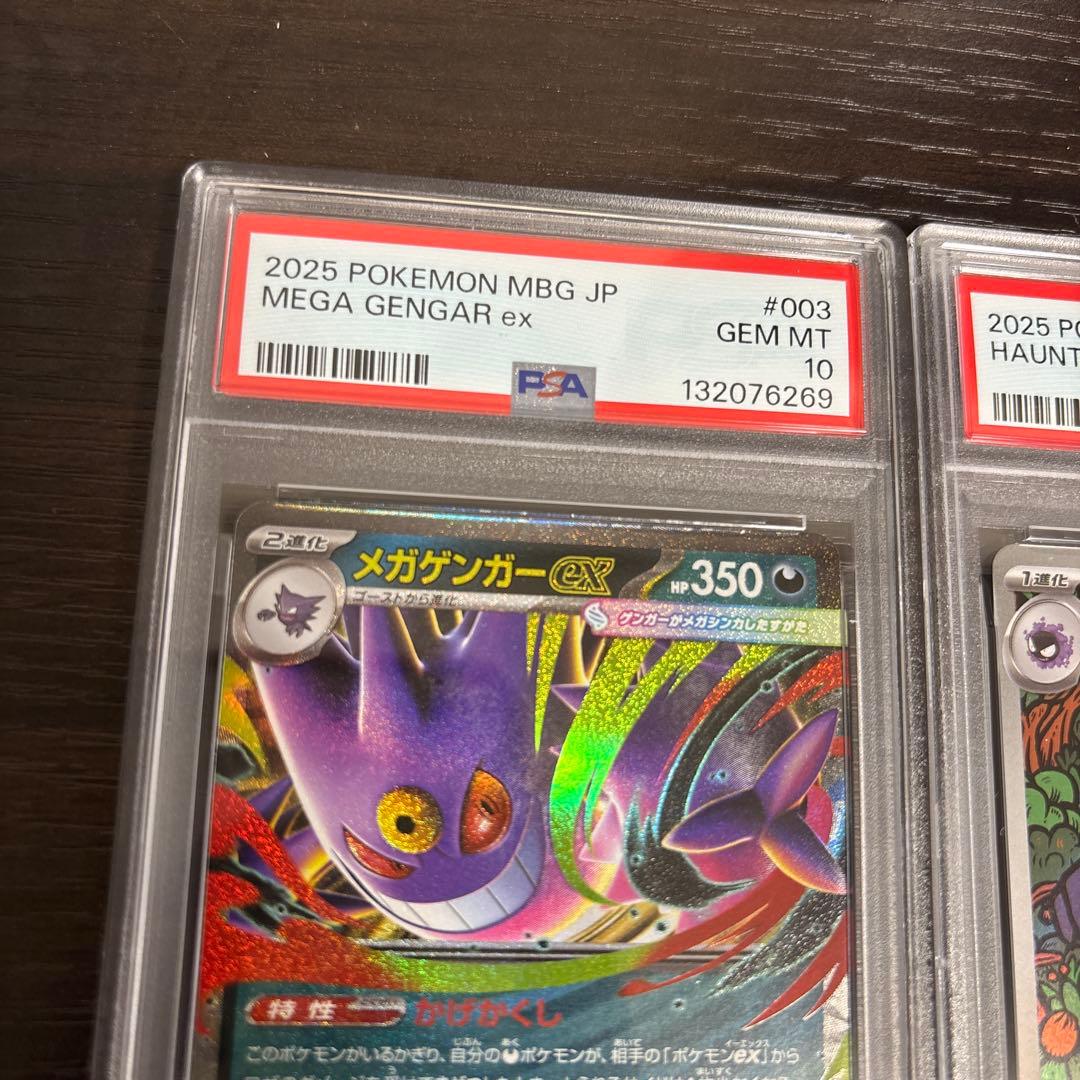 2025 POKEMON MBG JP
#003
MEGA GENGAR ex
GEM MT
10
PSA
132076269
2進化
メガゲンガーex
HP350
ゴーストから進化
ゲンガーがメガシンカしたすがた
特性
かげかくし
このポケモンがいるかぎり、自分のポケモンが、相手の「ポケモンex」から
2025
HAUNT
1進化